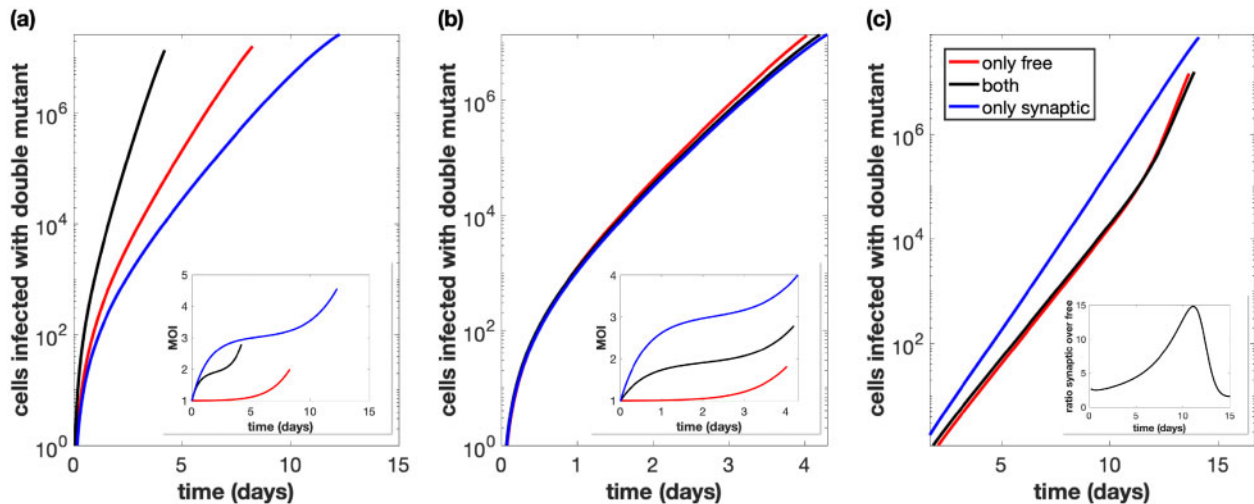 (a)
cells infected with double mutant
10^6
10^4
10^2
10^0
0
5
10
15
time (days)
MOI
5
4
3
2
1
0
5
10
15
time (days)
(b)
cells infected with double mutant
10^6
10^4
10^2
10^0
0
1
2
3
4
time (days)
MOI
4
3
2
1
0
1
2
3
4
time (days)
(c)
cells infected with double mutant
10^6
10^4
10^2
5
10
15
time (days)
only free
both
only synaptic
ratio synaptic over free
15
10
5
0
0
5
10
15
time (days)